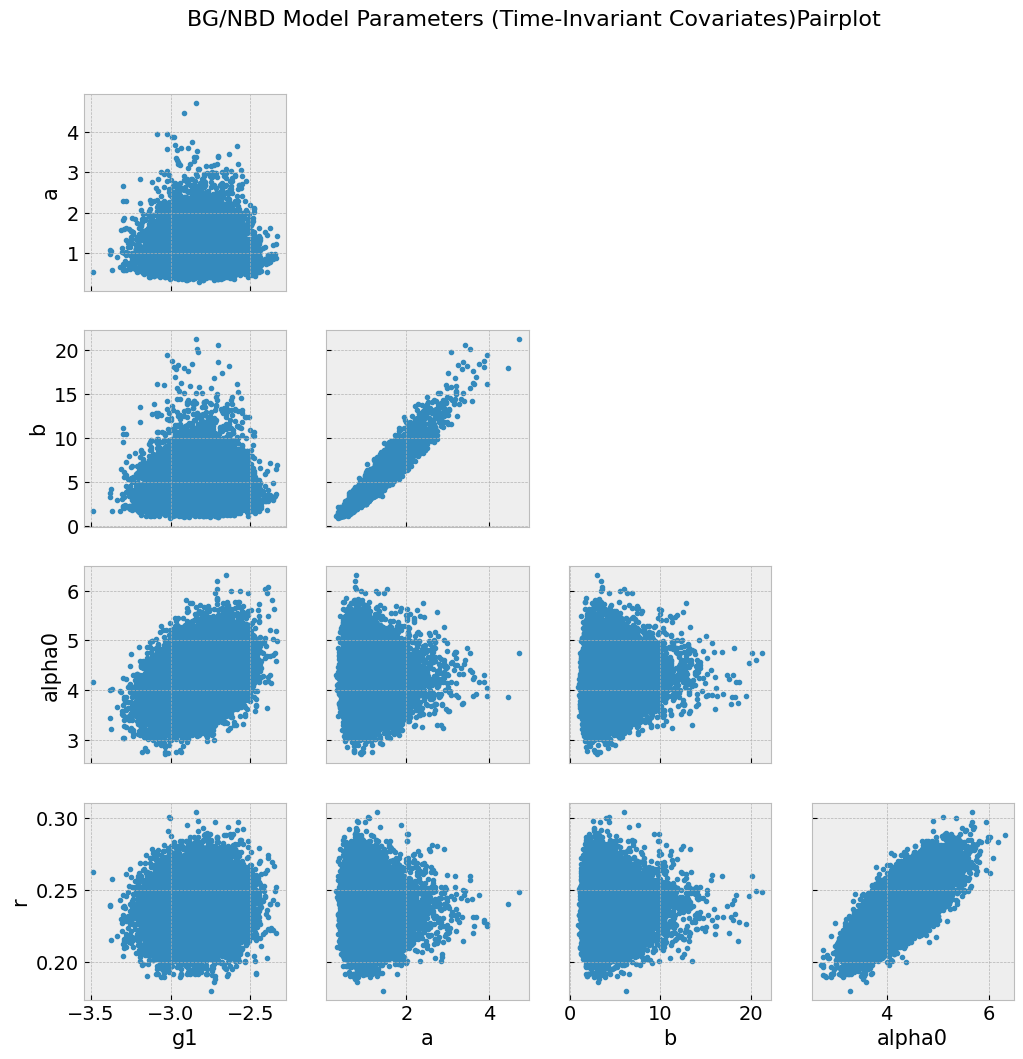 BG/NBD Model Parameters (Time-Invariant Covariates)Pairplot
4
3
2
1
a
20
15
10
5
0
b
6
5
4
3
alpha0
0.30
0.25
0.20
r
−3.5 −3.0 −2.5
2 4
0 10 20
4 6
g1
a
b
alpha0